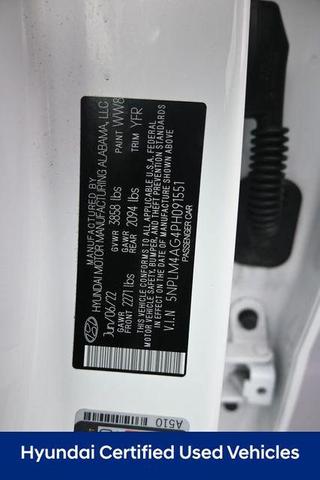 MANUFACTURED BY
HYUNDAI MOTOR MANUFACTURING ALABAMA, LLC
Jun/06/22 GVWR 3858 lbs PAINT WW8
GAWR FRONT 2271 lbs GAWR REAR 2094 lbs TRIM YFR
THIS VEHICLE CONFORMS TO ALL APPLICABLE U.S.A. FEDERAL
MOTOR VEHICLE SAFETY, BUMPER, AND THEFT PREVENTION STANDARDS
IN EFFECT ON THE DATE OF MANUFACTURE SHOWN ABOVE
V.I.N 5NPLM4AG4PH091551
PASSENGER CAR
A510
Hyundai Certified Used Vehicles